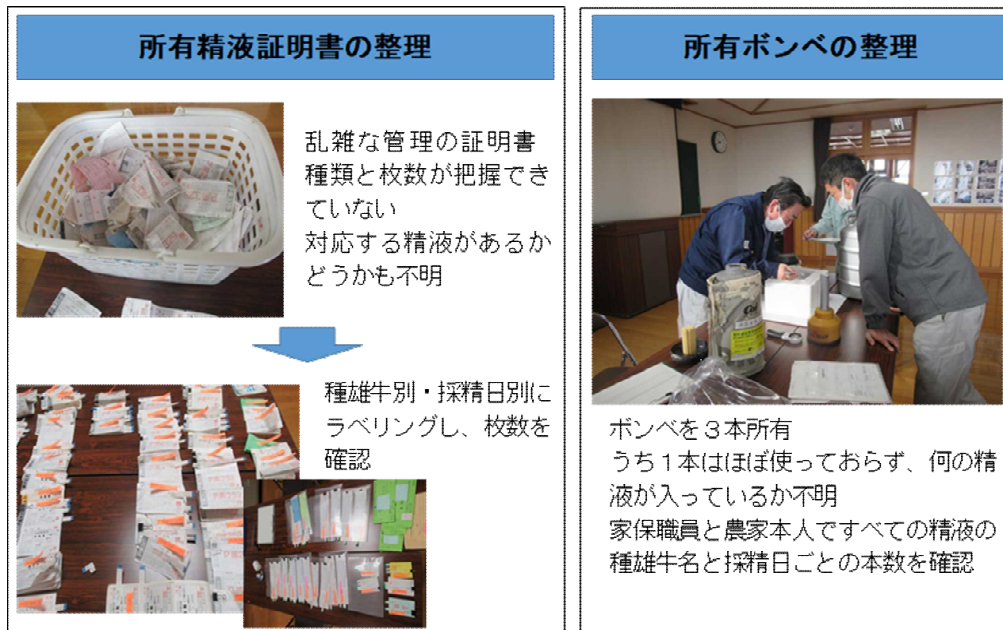 所有精液証明書の整理
乱雑な管理の証明書
種類と枚数が把握でき
ていない
対応する精液があるか
どうかも不明
種雄牛別・採精日別に
ラベリングし、枚数を
確認
所有ボンベの整理
ボンベを３本所有
うち１本はほぼ使っておらず、何の精
液が入っているか不明
家保職員と農家本人ですべての精液の
種雄牛名と採精日ごとの本数を確認